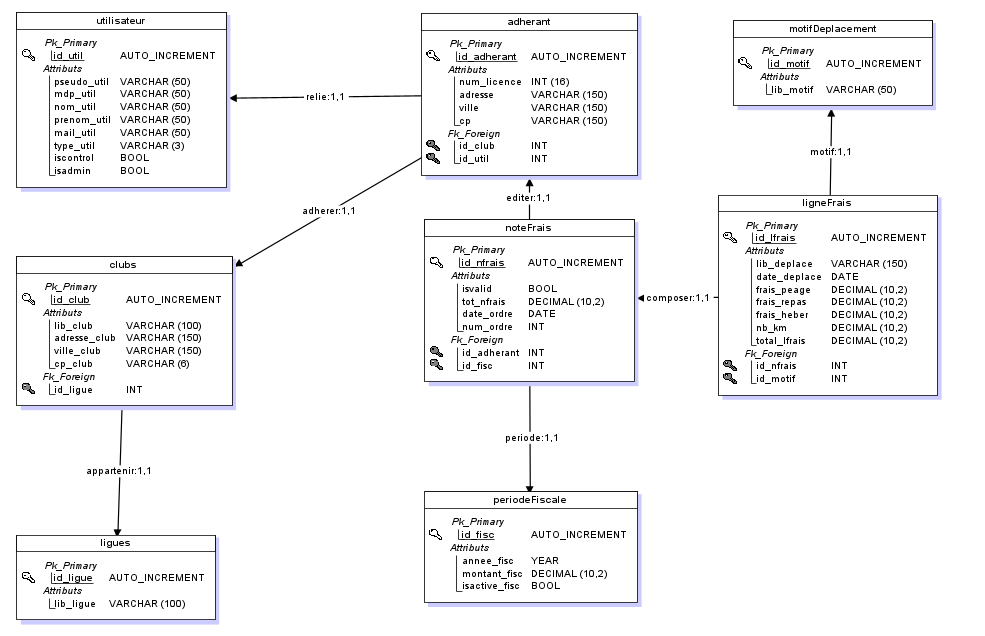 utilisateur
Pk_Primary
id_util AUTO_INCREMENT
Attributs
pseudo_util VARCHAR (50)
mdp_util VARCHAR (50)
nom_util VARCHAR (50)
prenom_util VARCHAR (50)
mail_util VARCHAR (50)
type_util VARCHAR (3)
iscontrol BOOL
isadmin BOOL
relie:1,1
adherant
Pk_Primary
id_adherant AUTO_INCREMENT
Attributs
num_licence INT (16)
adresse VARCHAR (150)
ville VARCHAR (150)
cp VARCHAR (150)
Fk_Foreign
id_club INT
id_util INT
motifDeplacement
Pk_Primary
id_motif AUTO_INCREMENT
Attributs
lib_motif VARCHAR (50)
motif:1,1
adherer:1,1
editer:1,1
clubs
Pk_Primary
id_club AUTO_INCREMENT
Attributs
lib_club VARCHAR (100)
adresse_club VARCHAR (150)
ville_club VARCHAR (150)
cp_club VARCHAR (6)
Fk_Foreign
id_ligue INT
noteFrais
Pk_Primary
id_nfrais AUTO_INCREMENT
Attributs
isvalid BOOL
tot_nfrais DECIMAL (10,2)
date_ordre DATE
num_ordre INT
Fk_Foreign
id_adherant INT
id_fisc INT
composer:1,1
ligneFrais
Pk_Primary
id_lfrais AUTO_INCREMENT
Attributs
lib_deplace VARCHAR (150)
date_deplace DATE
frais_peage DECIMAL (10,2)
frais_repas DECIMAL (10,2)
frais_heber DECIMAL (10,2)
nb_km DECIMAL (10,2)
total_lfrais DECIMAL (10,2)
Fk_Foreign
id_nfrais INT
id_motif INT
appartenir:1,1
periode:1,1
ligues
Pk_Primary
id_ligue AUTO_INCREMENT
Attributs
lib_ligue VARCHAR (100)
periodeFiscale
Pk_Primary
id_fisc AUTO_INCREMENT
Attributs
annee_fisc YEAR
montant_fisc DECIMAL (10,2)
isactive_fisc BOOL